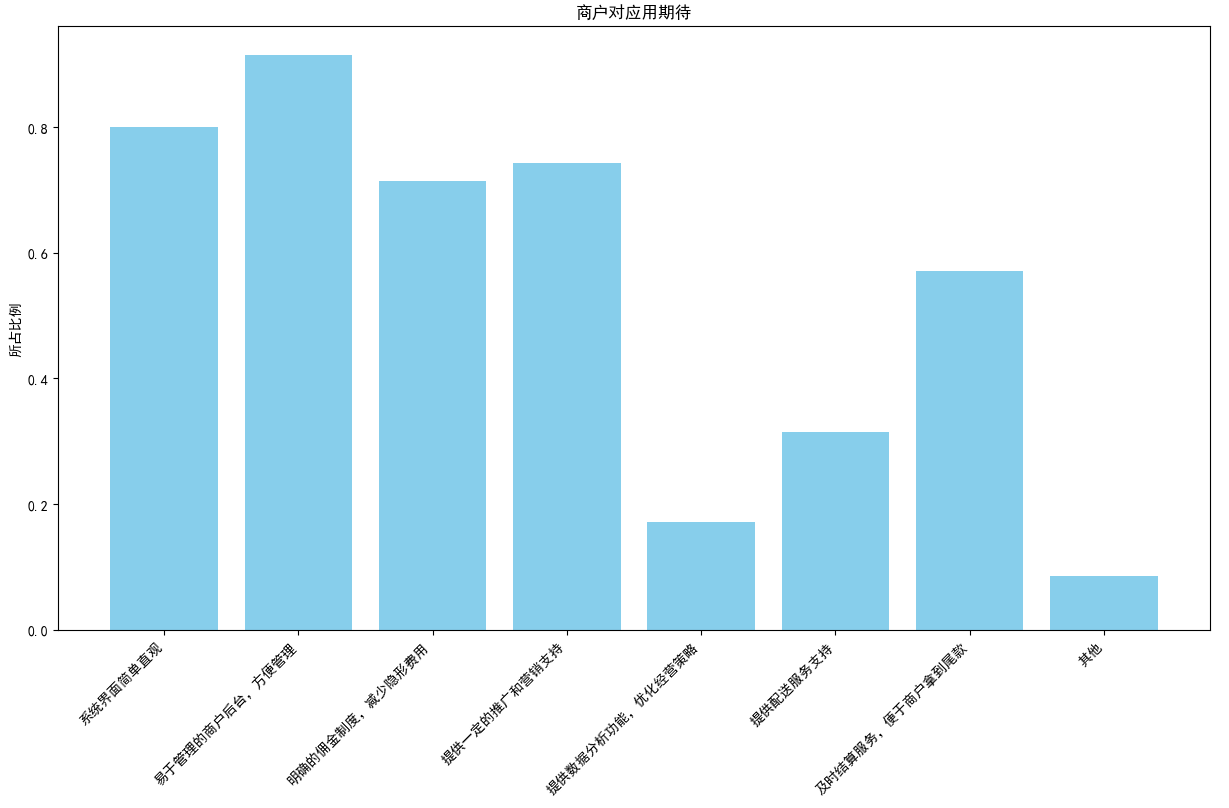 商户对应用期待
所占比例
0.8
0.6
0.4
0.2
0.0
系统界面简单直观
易于管理的商户后台，方便管理
明确的佣金制度，减少隐形费用
提供一定的推广和营销支持
提供数据分析功能，优化经营策略
提供配送服务支持
及时结算服务，便于商户拿到尾款
其他